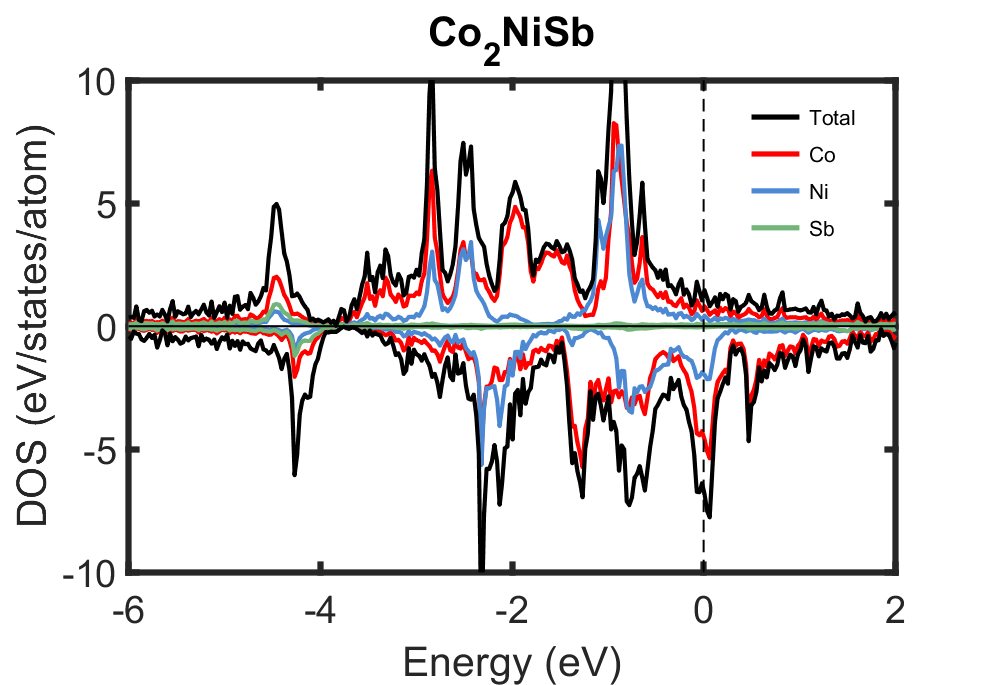 Co₂NiSb
DOS (eV/states/atom)
10
5
0
-5
-10
Total
Co
Ni
Sb
-6
-4
-2
0
2
Energy (eV)